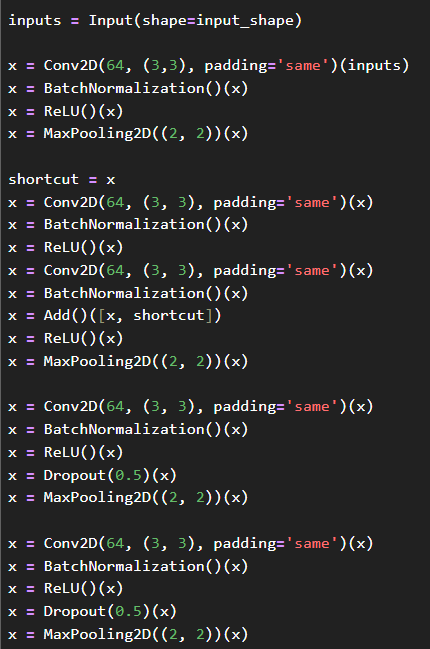 inputs = Input(shape=input_shape)
x = Conv2D(64, (3,3), padding='same')(inputs)
x = BatchNormalization()(x)
x = ReLU()(x)
x = MaxPooling2D((2, 2))(x)
shortcut = x
x = Conv2D(64, (3, 3), padding='same')(x)
x = BatchNormalization()(x)
x = ReLU()(x)
x = Conv2D(64, (3, 3), padding='same')(x)
x = BatchNormalization()(x)
x = Add()([x, shortcut])
x = ReLU()(x)
x = MaxPooling2D((2, 2))(x)
x = Conv2D(64, (3, 3), padding='same')(x)
x = BatchNormalization()(x)
x = ReLU()(x)
x = Dropout(0.5)(x)
x = MaxPooling2D((2, 2))(x)
x = Conv2D(64, (3, 3), padding='same')(x)
x = BatchNormalization()(x)
x = ReLU()(x)
x = Dropout(0.5)(x)
x = MaxPooling2D((2, 2))(x)